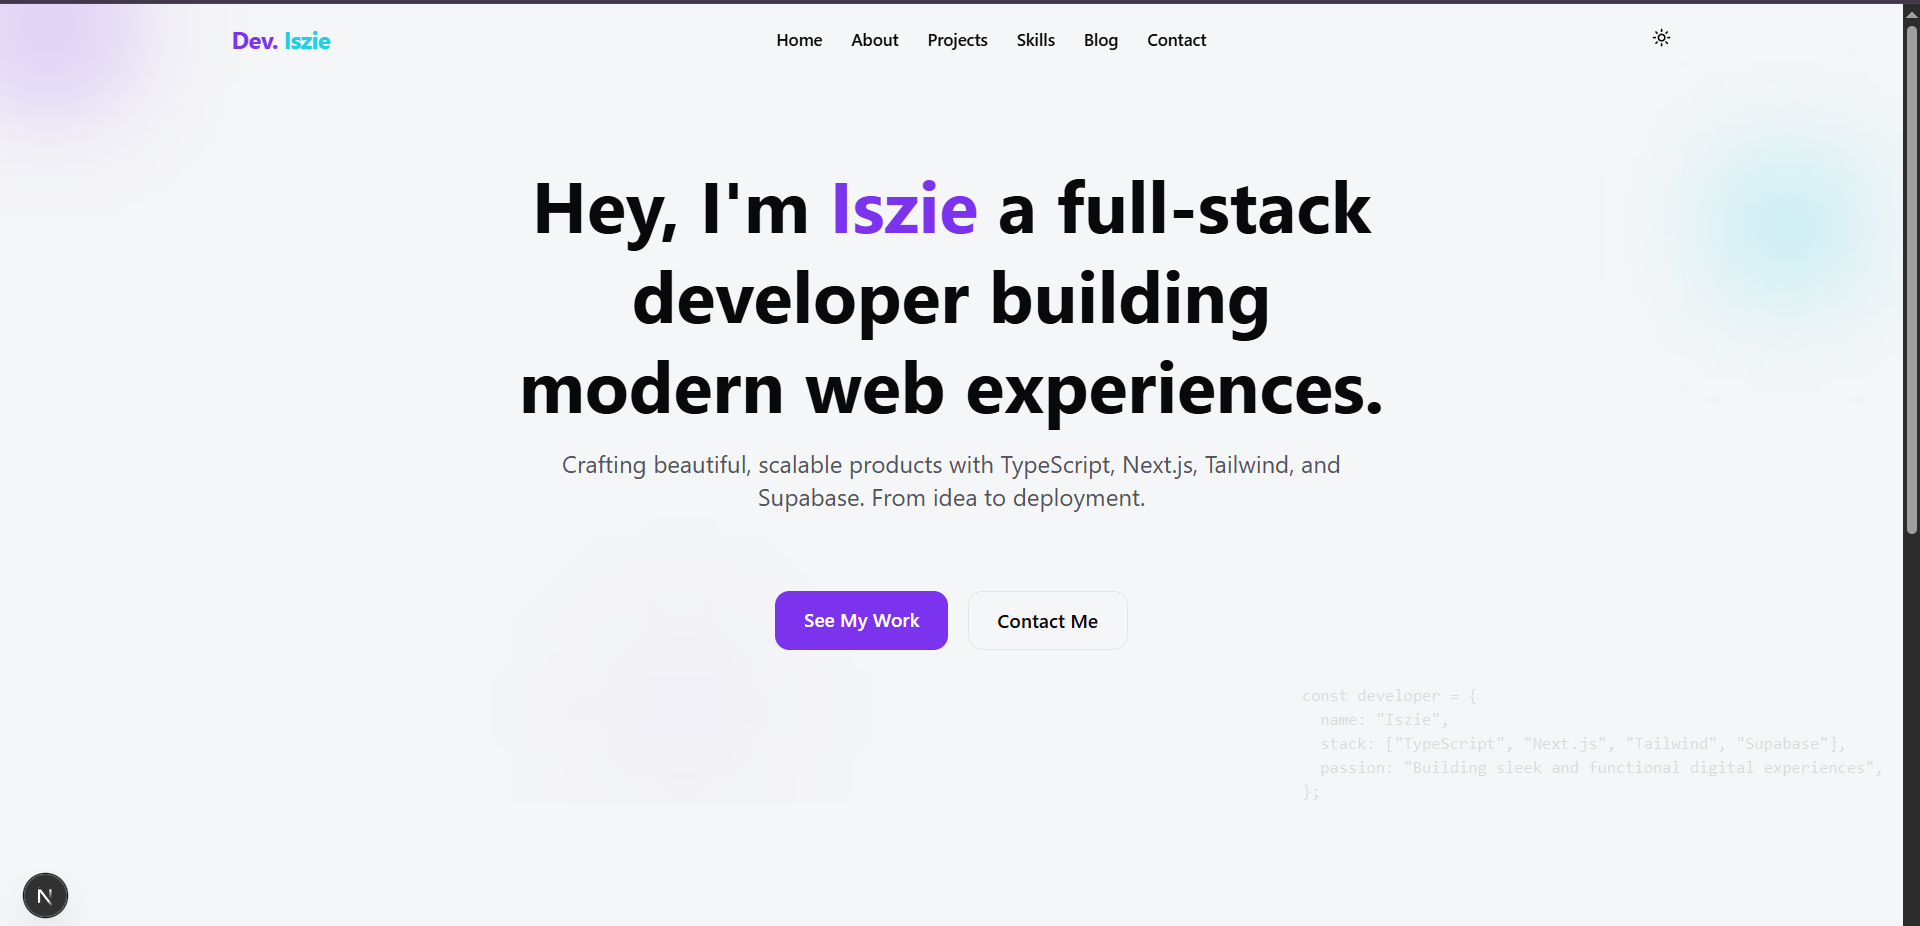 Dev. Iszie
Home About Projects Skills Blog Contact
Hey, I'm Iszie a full-stack
developer building
modern web experiences.
Crafting beautiful, scalable products with TypeScript, Next.js, Tailwind, and
Supabase. From idea to deployment.
See My Work
Contact Me
const developer = {
  name: "Iszie",
  stack: ["TypeScript", "Next.js", "Tailwind", "Supabase"],
  passion: "Building sleek and functional digital experiences",
};
N